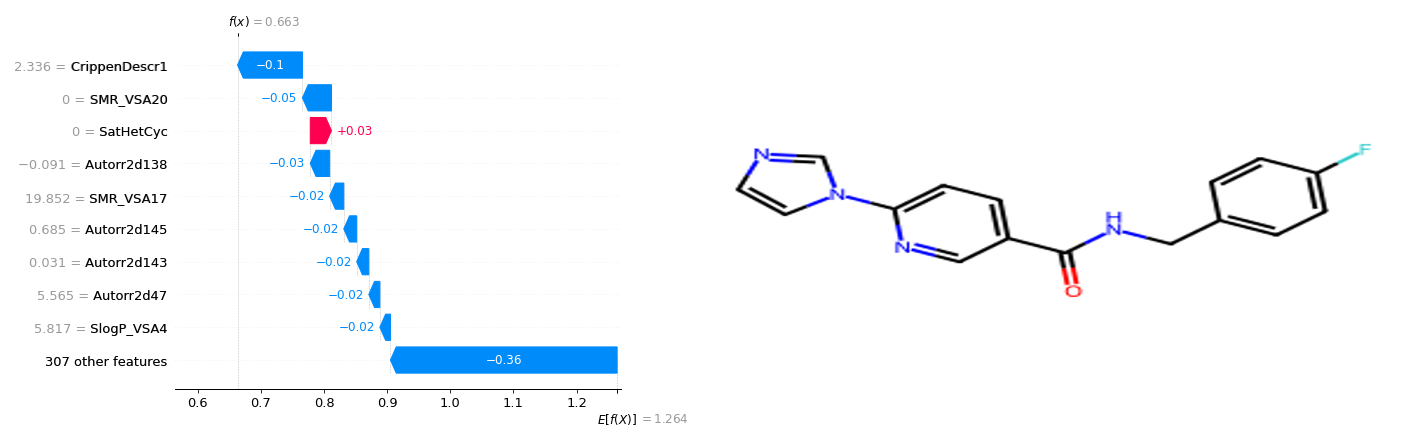 f(x) = 0.663
2.336 = CrippenDescr1
−0.1
0 = SMR_VSA20
−0.05
0 = SatHetCyc
+0.03
−0.091 = Autorr2d138
−0.03
19.852 = SMR_VSA17
−0.02
0.685 = Autorr2d145
−0.02
0.031 = Autorr2d143
−0.02
5.565 = Autorr2d47
−0.02
5.817 = SlogP_VSA4
−0.02
307 other features
−0.36
0.6 0.7 0.8 0.9 1.0 1.1 1.2
E[f(X)] = 1.264
N
N
N
O
H
N
F